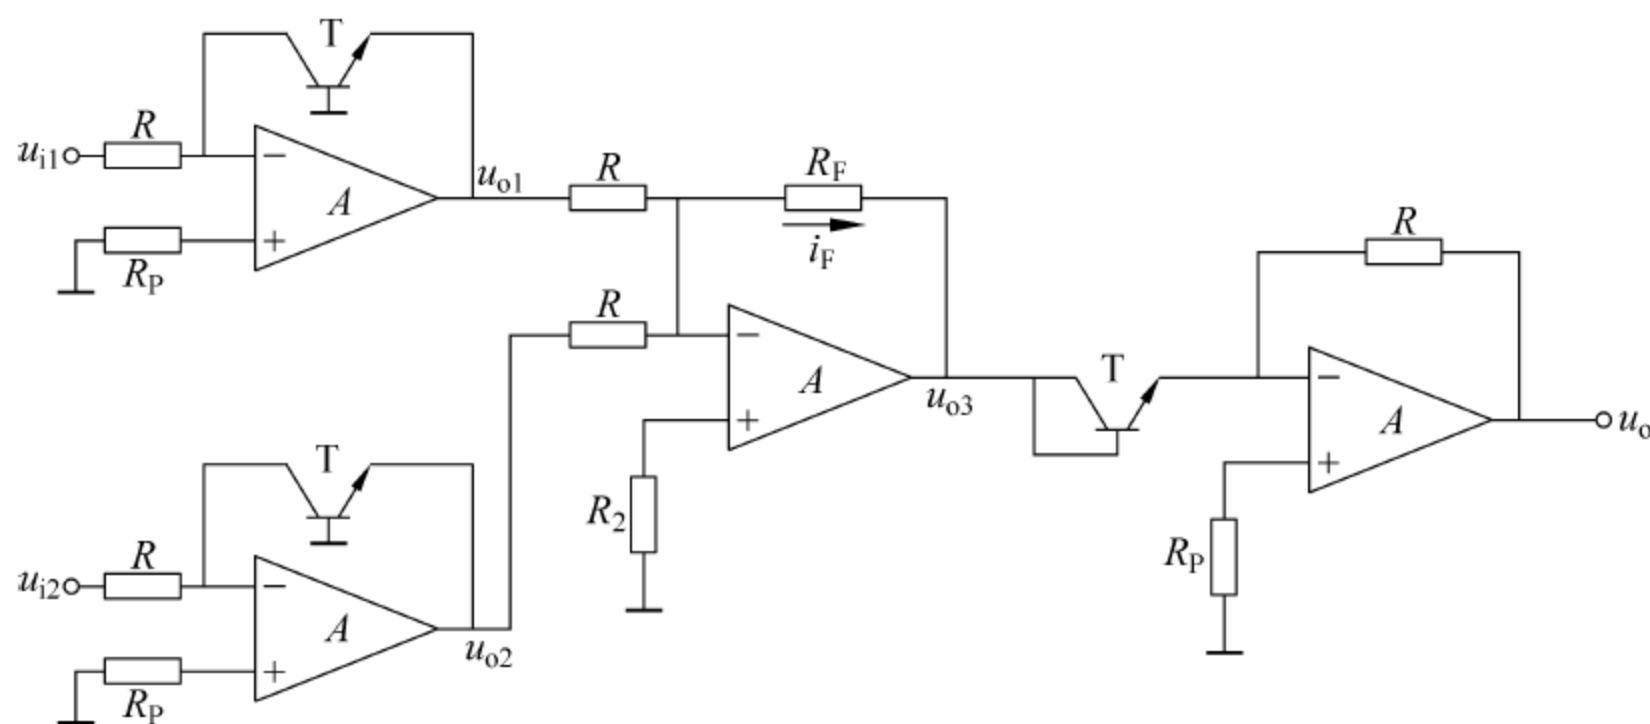 T
R
u_i1
−
A
+
R_P
u_o1
R
R_F
i_F
R
−
A
+
u_o3
R_2
T
R
−
A
+
u_o
R_P
T
R
u_i2
−
A
+
R_P
u_o2